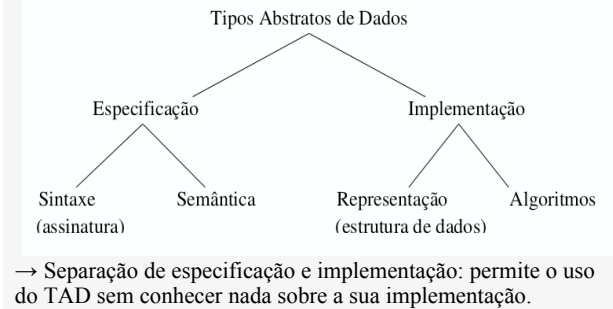 Tipos Abstratos de Dados
Especificação Implementação
Sintaxe Semântica Representação Algoritmos
(assinatura) (estrutura de dados)
→ Separação de especificação e implementação: permite o uso
do TAD sem conhecer nada sobre a sua implementação.